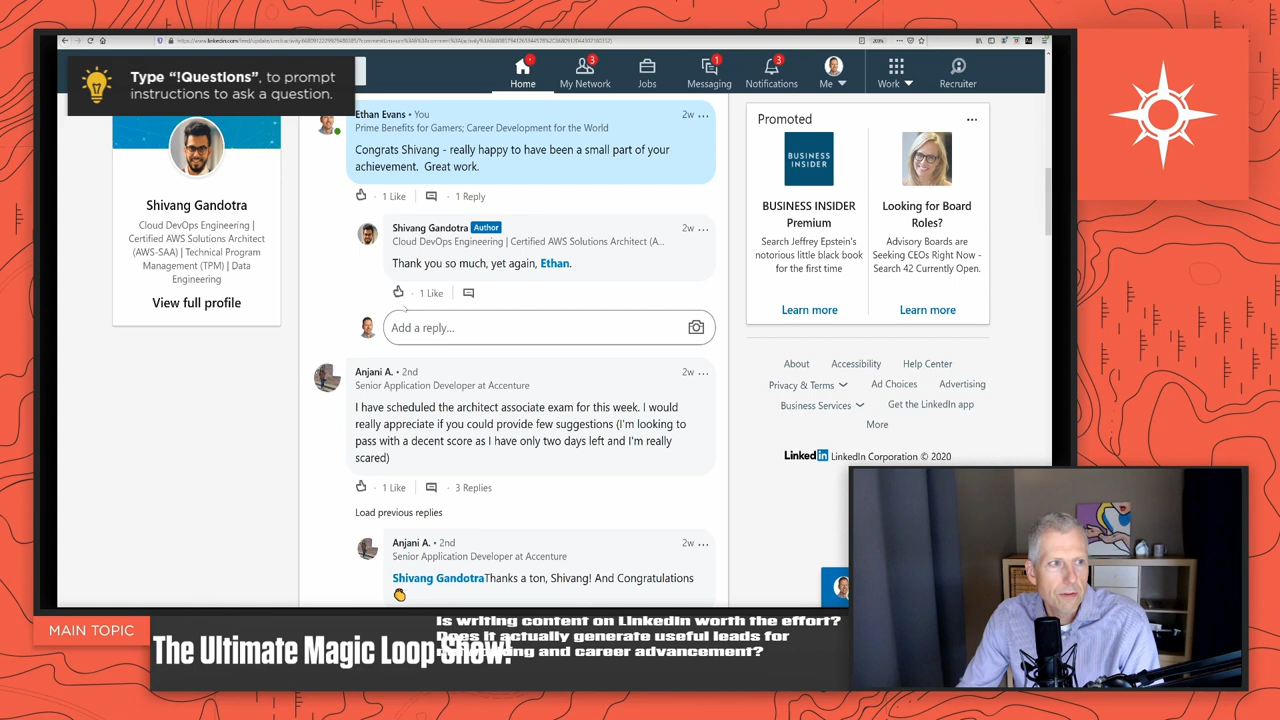 Type “!Questions”, to prompt
instructions to ask a question.
Home
3
My Network
Jobs
1
Messaging
3
Notifications
Me
Work
Recruiter
Shivang Gandotra
Cloud DevOps Engineering |
Certified AWS Solutions Architect
(AWS-SAA) | Technical Program
Management (TPM) | Data
Engineering
View full profile
Ethan Evans • You
2w ...
Prime Benefits for Gamers; Career Development for the World
Congrats Shivang - really happy to have been a small part of your
achievement.  Great work.
1 Like
1 Reply
Shivang Gandotra Author
2w ...
Cloud DevOps Engineering | Certified AWS Solutions Architect (A...
Thank you so much, yet again, Ethan.
1 Like
Add a reply...
Anjani A. • 2nd
2w ...
Senior Application Developer at Accenture
I have scheduled the architect associate exam for this week. I would
really appreciate if you could provide few suggestions (I'm looking to
pass with a decent score as I have only two days left and I'm really
scared)
1 Like
3 Replies
Load previous replies
Anjani A. • 2nd
2w ...
Senior Application Developer at Accenture
Shivang GandotraThanks a ton, Shivang! And Congratulations
Promoted
...
BUSINESS
INSIDER
BUSINESS INSIDER
Premium
Search Jeffrey Epstein's
notorious little black book
for the first time
Learn more
Looking for Board
Roles?
Advisory Boards are
Seeking CEOs Right Now -
Search 42 Currently Open.
Learn more
About
Accessibility
Help Center
Privacy & Terms
Ad Choices
Advertising
Business Services
Get the LinkedIn app
More
LinkedIn LinkedIn Corporation © 2020
MAIN TOPIC
The Ultimate Magic Loop Show!
Is writing content on LinkedIn worth the effort?
Does it actually generate useful leads for
and career advancement?